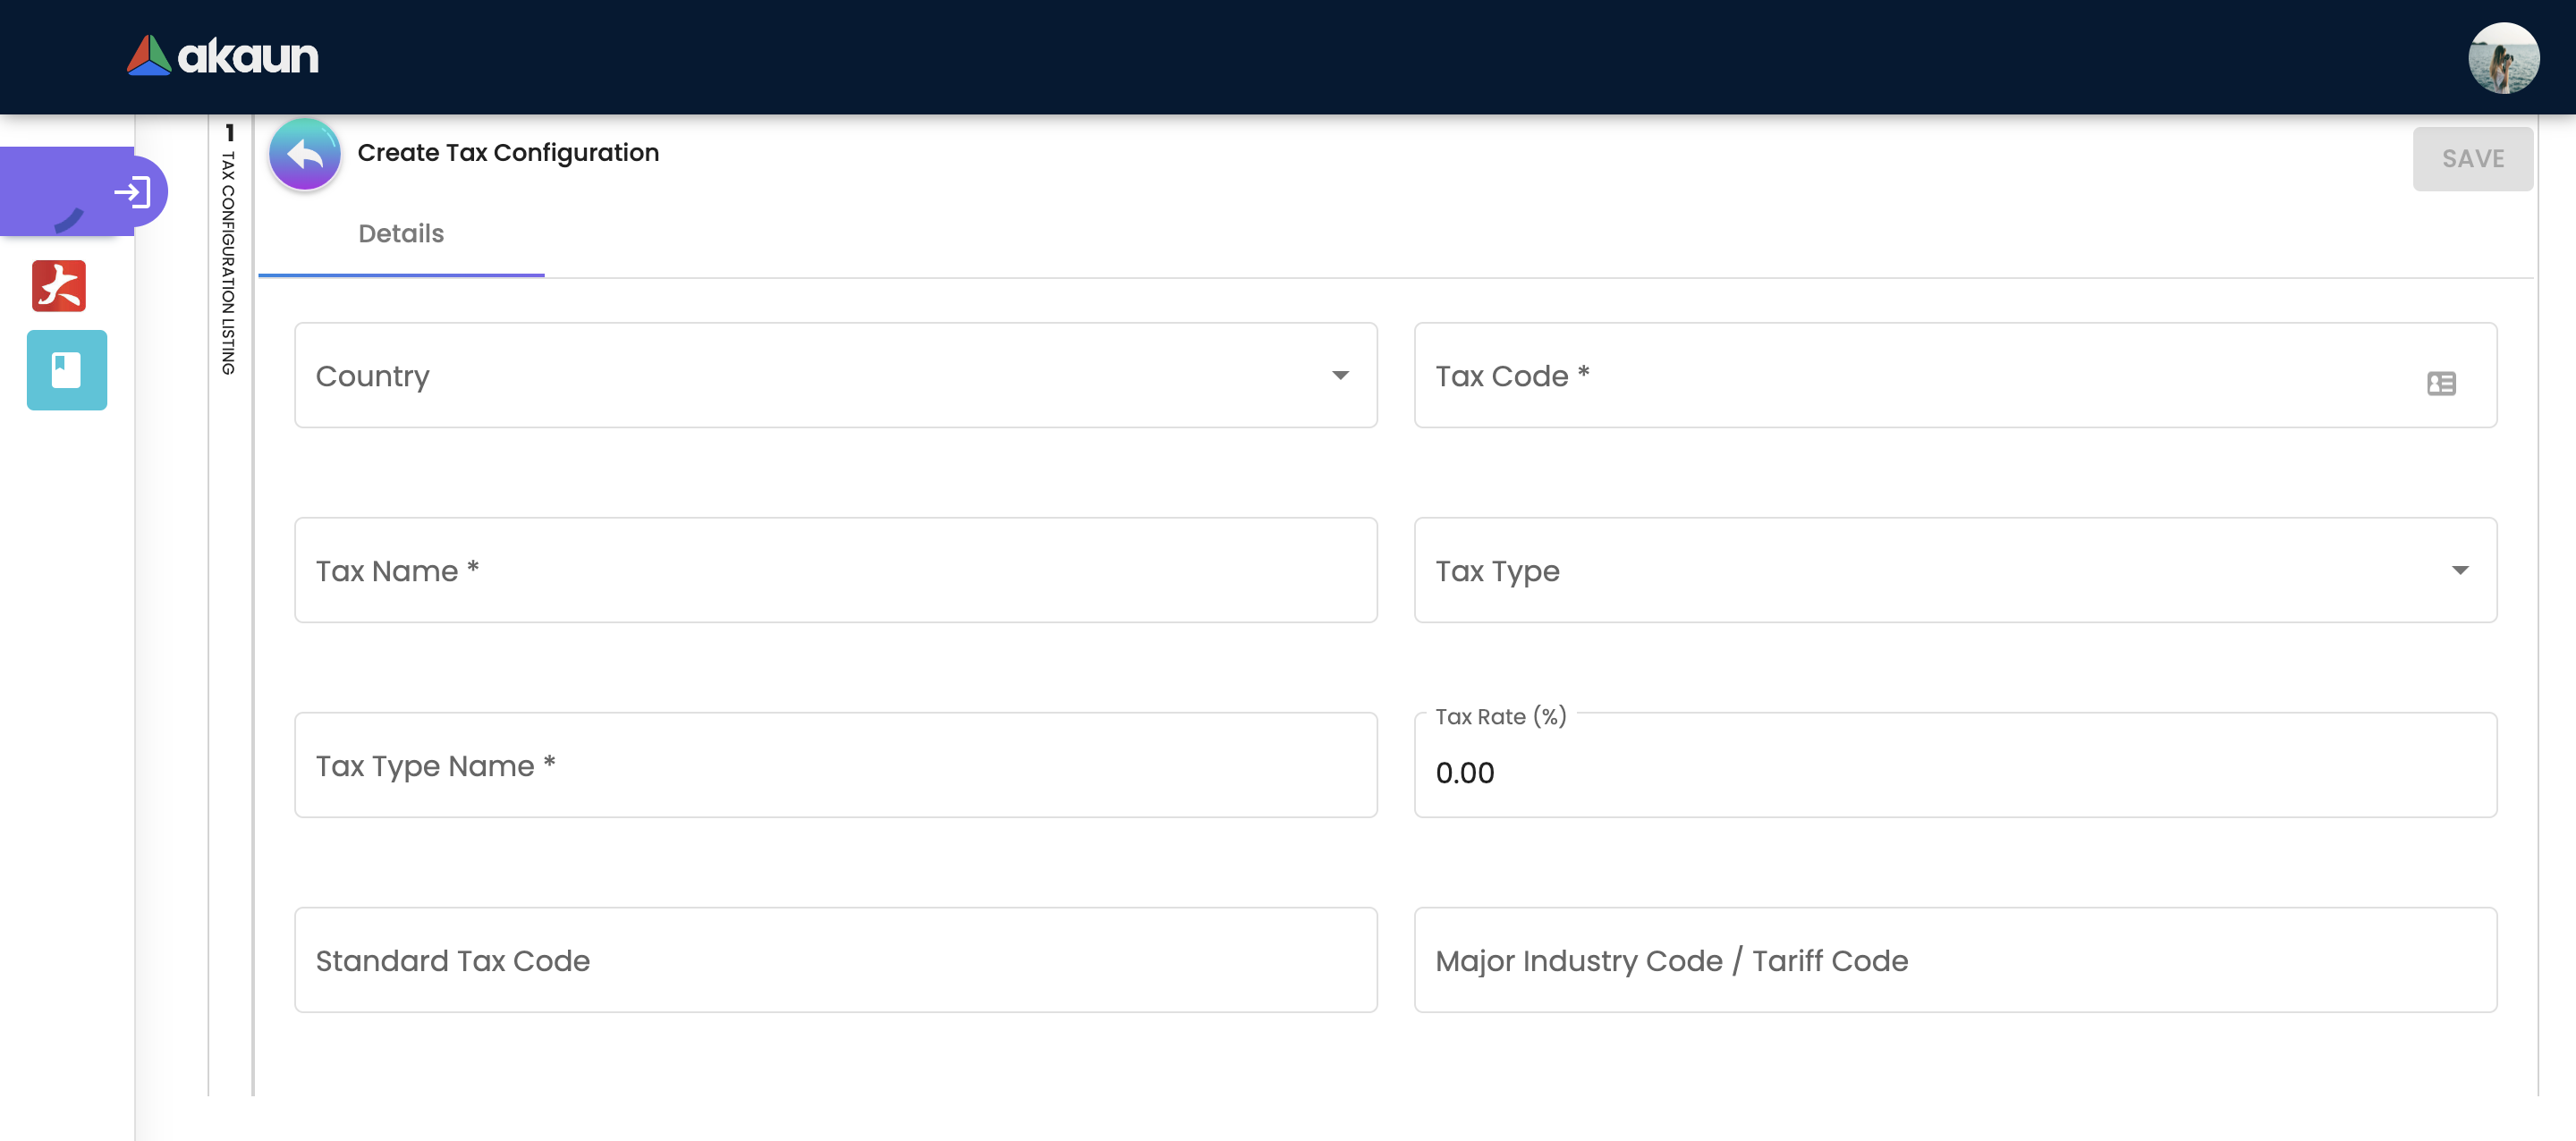 akaun
1 TAX CONFIGURATION LISTING
Create Tax Configuration
SAVE
Details
Country
Tax Code *
Tax Name *
Tax Type
Tax Type Name *
Tax Rate (%)
0.00
Standard Tax Code
Major Industry Code / Tariff Code